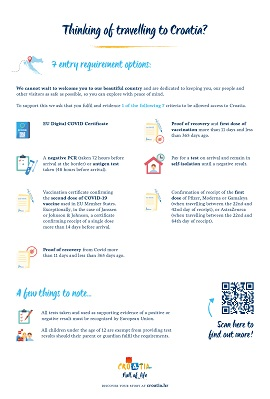 Thinking of travelling to Croatia?
7 entry requirement options:
We cannot wait to welcome you to our beautiful country and are dedicated to keeping you, our people and
other visitors as safe as possible, so you can explore with peace of mind.
To support this we ask that you fulfil and evidence 1 of the following 7 criteria to be allowed access to Croatia.
EU Digital COVID Certificate
Proof of recovery and first dose of
vaccination more than 11 days and less
than 365 days ago.
A negative PCR (taken 72 hours before
arrival at the border) or antigen test
(taken 48 hours before arrival).
Pay for a test on arrival and remain in
self isolation until a negative result.
Vaccination certificate confirming
the second dose of COVID-19
vaccine used in EU Member States.
Exceptionally, in the case of Janssen
or Johnson & Johnson, a certificate
confirming receipt of a single dose
more than 14 days before arrival.
Confirmation of receipt of the first
dose of Pfizer, Moderna or Gamaleya
(when travelling between the 22nd and
42nd day of receipt), or AstraZeneca
(when travelling between the 22nd and
84th day of receipt).
Proof of recovery from Covid more
than 11 days and less than 365 days ago.
A few things to note...
All tests taken and used as supporting evidence of a positive or
negative result must be recognised by European Union.
All children under the age of 12 are exempt from providing test
results should their parent or guardian fulfil the requirements.
Scan here to
find out more!
CROATIA
Full of life
DISCOVER YOUR STORY AT croatia.hr